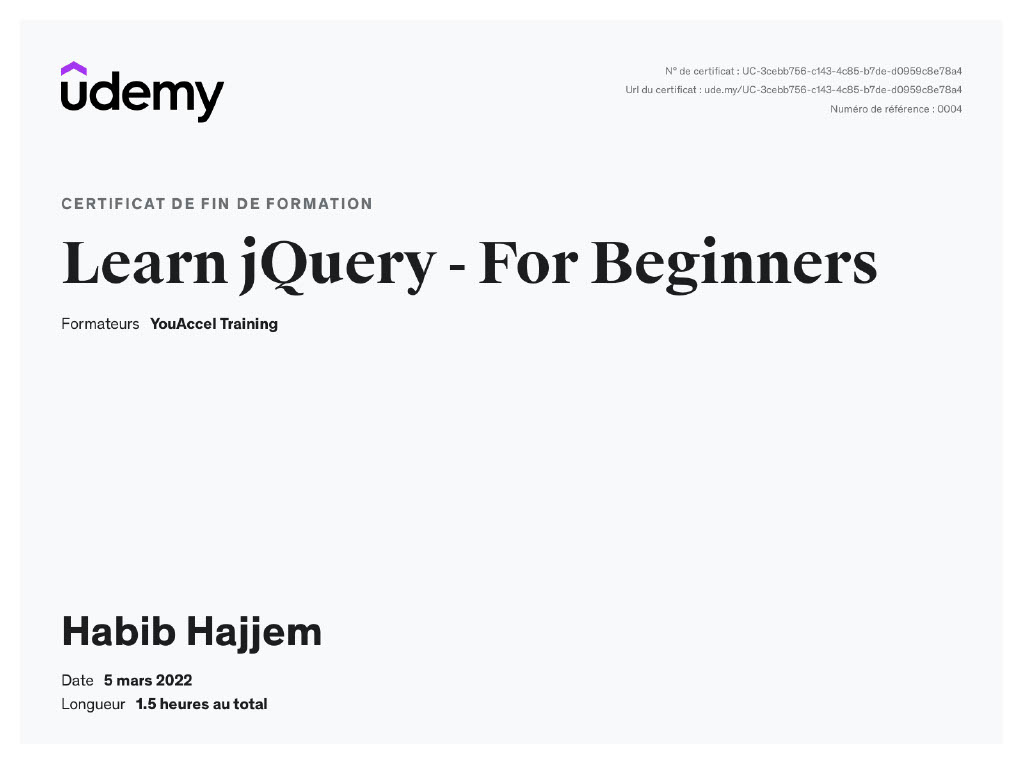 udemy
N° de certificat : UC-3cebb756-c143-4c85-b7de-d0959c8e78a4
Url du certificat : ude.my/UC-3cebb756-c143-4c85-b7de-d0959c8e78a4
Numéro de référence : 0004
CERTIFICAT DE FIN DE FORMATION
Learn jQuery - For Beginners
Formateurs YouAccel Training
Habib Hajjem
Date 5 mars 2022
Longueur 1.5 heures au total